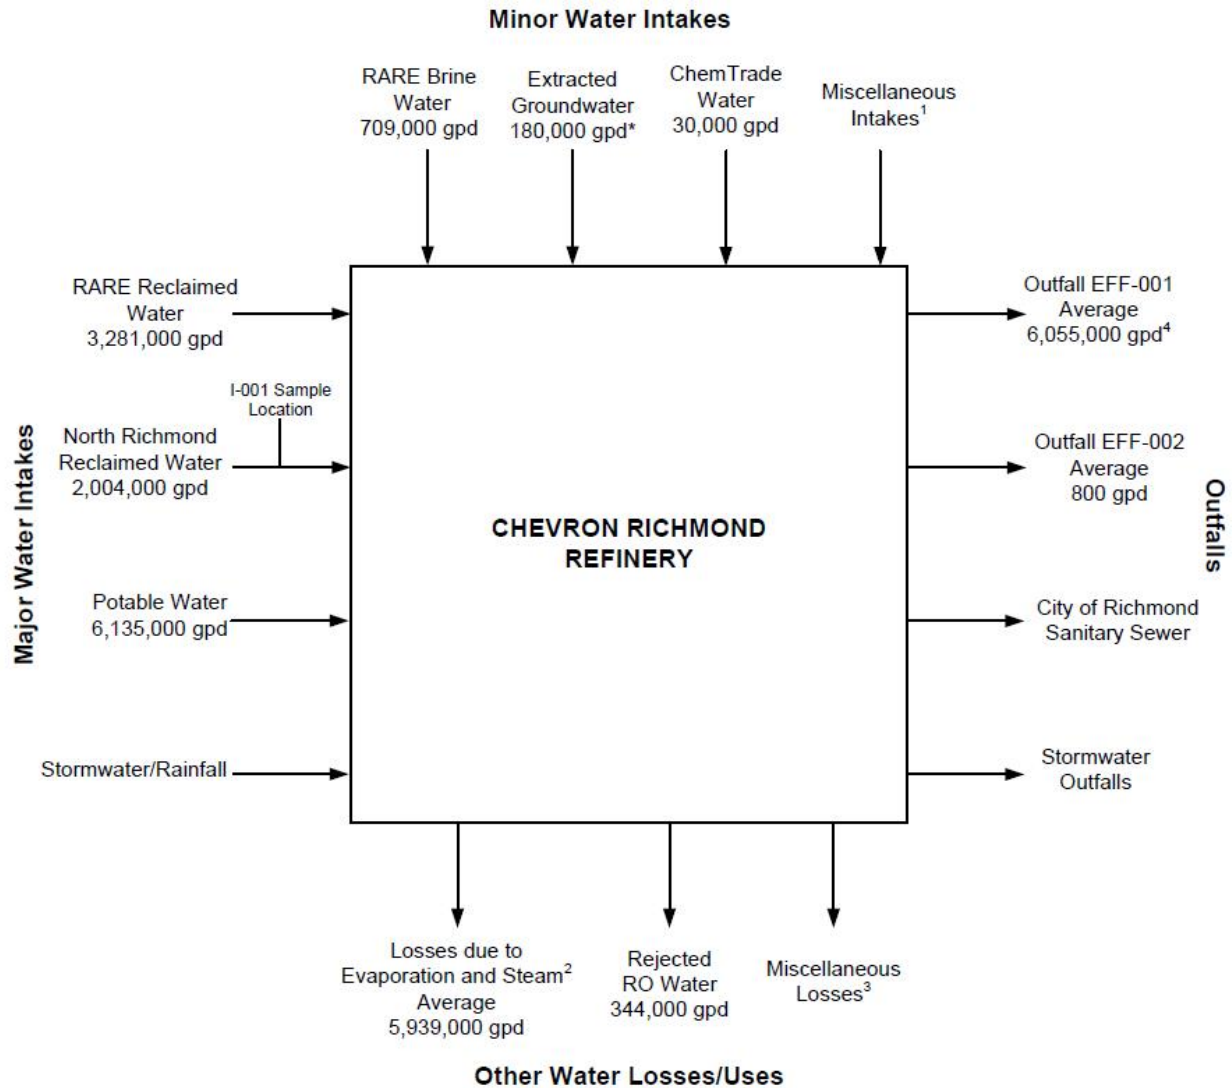 Minor Water Intakes
RARE Brine
Water
709,000 gpd
Extracted
Groundwater
180,000 gpd*
ChemTrade
Water
30,000 gpd
Miscellaneous
Intakes1
Major Water Intakes
RARE Reclaimed
Water
3,281,000 gpd
I-001 Sample
Location
North Richmond
Reclaimed Water
2,004,000 gpd
Potable Water
6,135,000 gpd
Stormwater/Rainfall
CHEVRON RICHMOND
REFINERY
Outfall EFF-001
Average
6,055,000 gpd4
Outfall EFF-002
Average
800 gpd
City of Richmond
Sanitary Sewer
Stormwater
Outfalls
Outfalls
Losses due to
Evaporation and Steam2
Average
5,939,000 gpd
Rejected
RO Water
344,000 gpd
Miscellaneous
Losses3
Other Water Losses/Uses